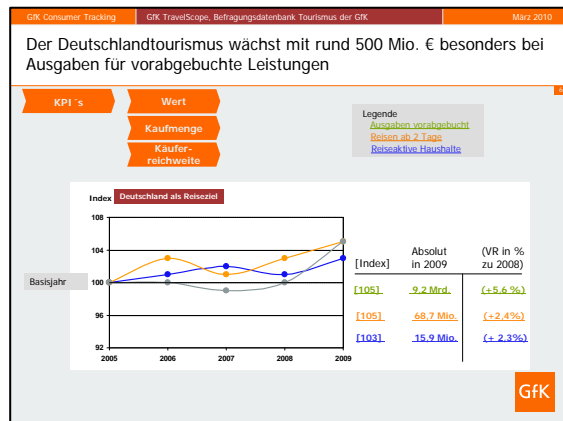 GfK Consumer Tracking GfK TravelScope, Befragungsdatenbank Tourismus der GfK März 2010
Der Deutschlandtourismus wächst mit rund 500 Mio. € besonders bei
Ausgaben für vorabgebuchte Leistungen
KPI´s
Wert
Kaufmenge
Käufer-
reichweite
Legende
Ausgaben vorabgebucht
Reisen ab 2 Tage
Reiseaktive Haushalte
Index Deutschland als Reiseziel
108
104
100
96
92
Basisjahr
2005 2006 2007 2008 2009
[Index] Absolut in 2009 (VR in % zu 2008)
[105] 9,2 Mrd. (+5,6 %)
[105] 68,7 Mio. (+2,4%)
[103] 15,9 Mio. (+ 2,3%)
GfK